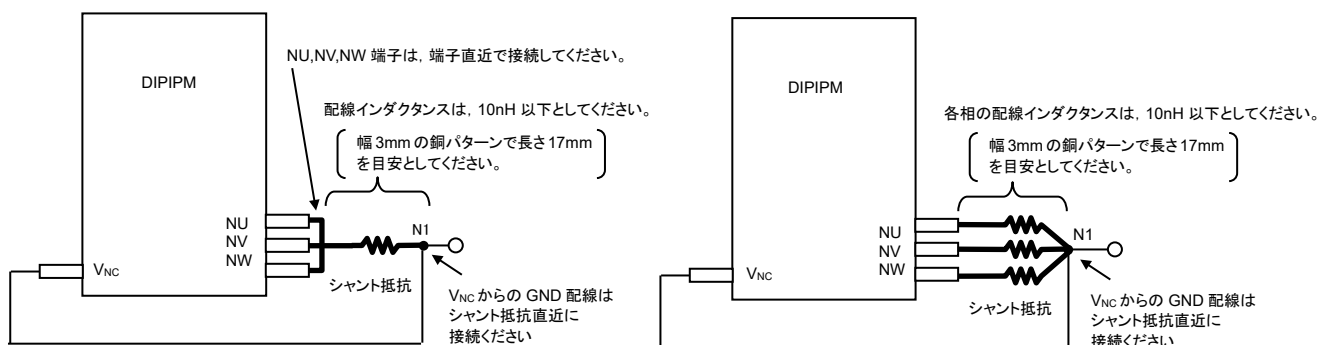 NU,NV,NW 端子は，端子直近で接続してください。
DIPIPM
配線インダクタンスは，10nH 以下としてください。
幅 3mm の銅パターンで長さ 17mm
を目安としてください。
NU
NV
NW
N1
VNC
シャント抵抗
VNC からの GND 配線は
シャント抵抗直近に
接続ください
DIPIPM
各相の配線インダクタンスは，10nH 以下としてください。
幅 3mm の銅パターンで長さ 17mm
を目安としてください。
NU
NV
NW
N1
VNC
シャント抵抗
VNC からの GND 配線は
シャント抵抗直近に
接続ください